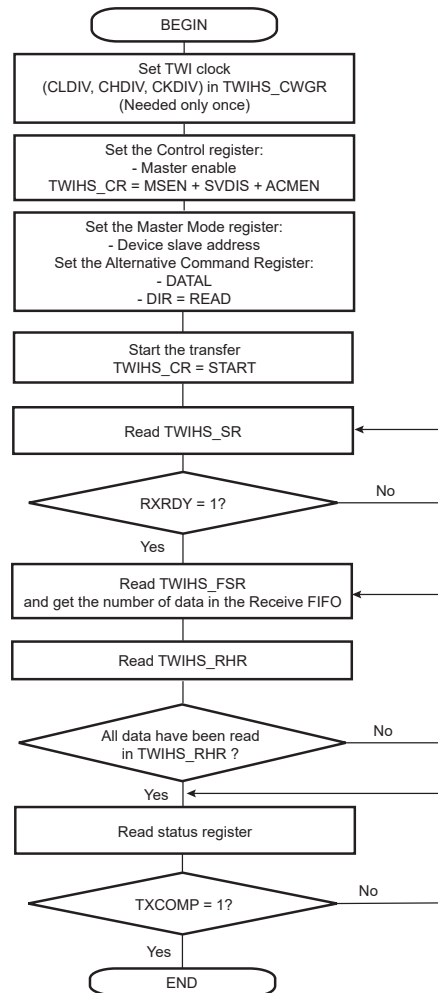 BEGIN
Set TWI clock
(CLDIV, CHDIV, CKDIV) in TWIHS_CWGR
(Needed only once)
Set the Control register:
- Master enable
TWIHS_CR = MSEN + SVDIS + ACMEN
Set the Master Mode register:
- Device slave address
Set the Alternative Command Register:
- DATAL
- DIR = READ
Start the transfer
TWIHS_CR = START
Read TWIHS_SR
RXRDY = 1?
No
Yes
Read TWIHS_FSR
and get the number of data in the Receive FIFO
Read TWIHS_RHR
All data have been read
in TWIHS_RHR ?
No
Yes
Read status register
TXCOMP = 1?
No
Yes
END